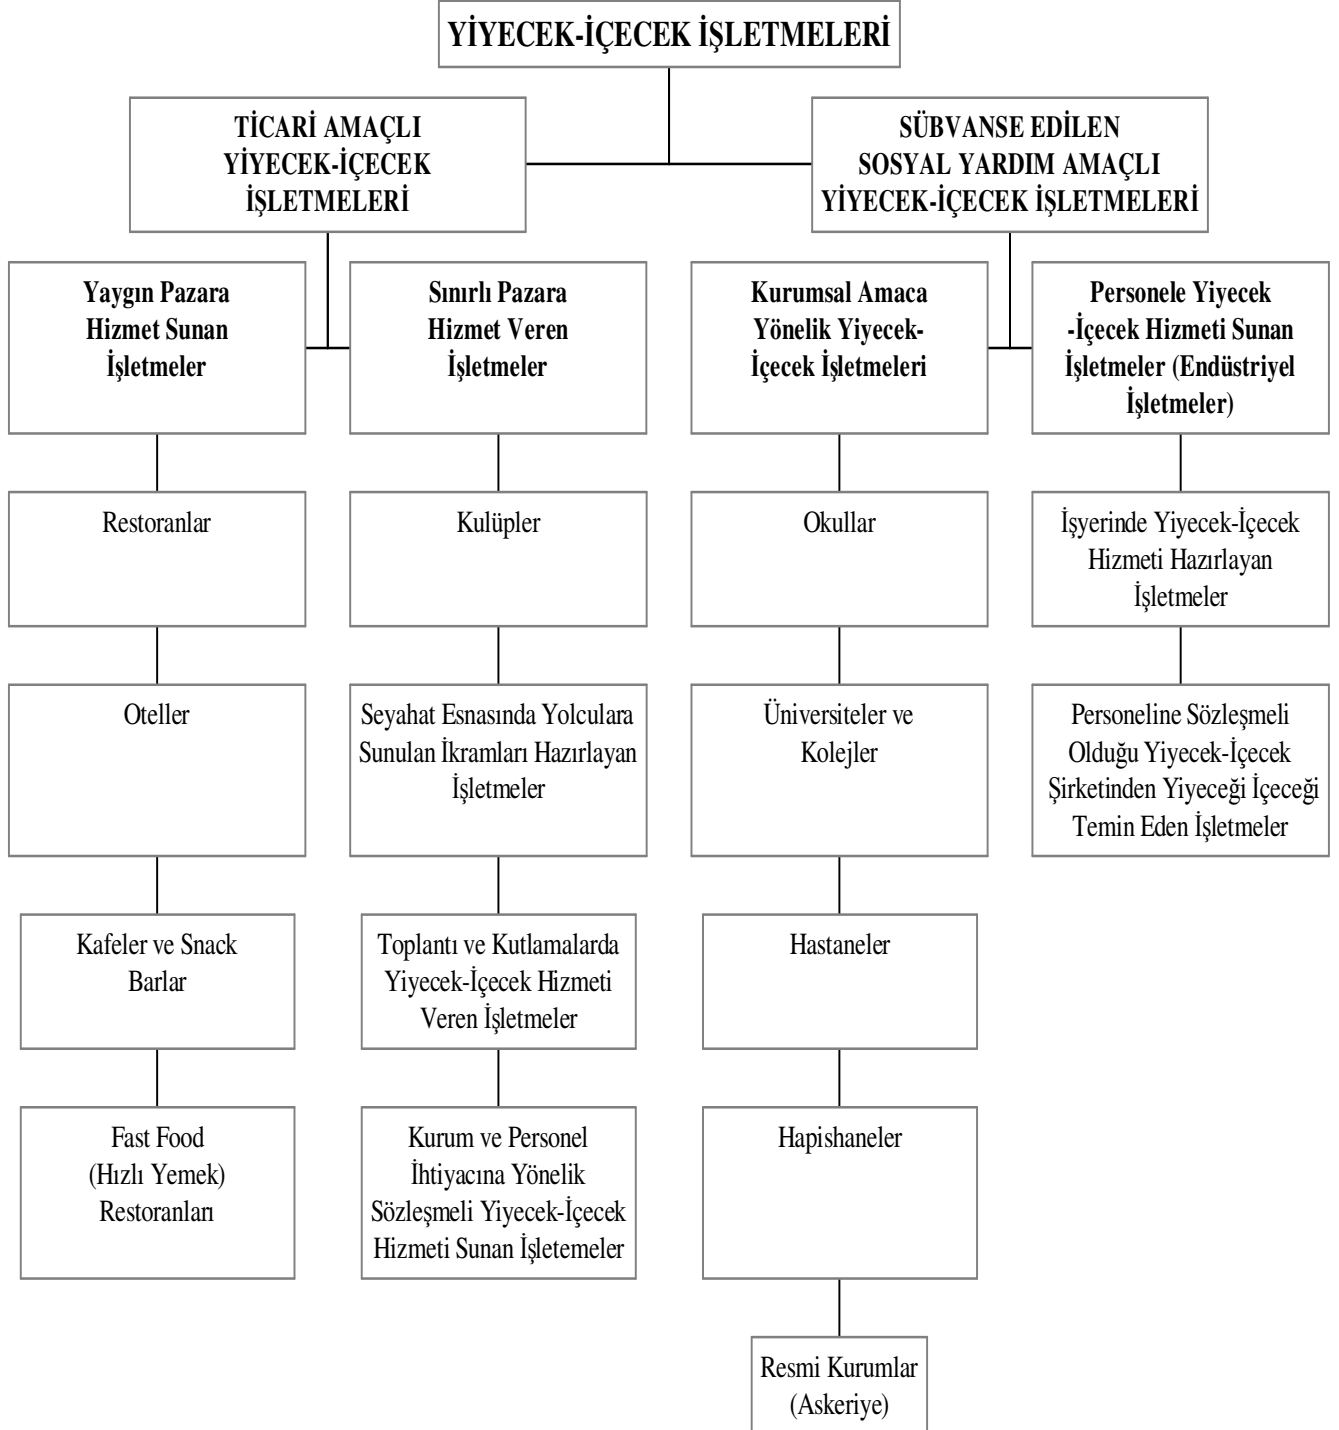 YİYECEK-İÇECEK İŞLETMELERİ
TİCARİ AMAÇLI
YİYECEK-İÇECEK
İŞLETMELERİ
SÜBVANSE EDİLEN
SOSYAL YARDIM AMAÇLI
YİYECEK-İÇECEK İŞLETMELERİ
Yaygın Pazara
Hizmet Sunan
İşletmeler
Sınırlı Pazara
Hizmet Veren
İşletmeler
Kurumsal Amaca
Yönelik Yiyecek-
İçecek İşletmeleri
Personele Yiyecek
-İçecek Hizmeti Sunan
İşletmeler (Endüstriyel
İşletmeler)
Restoranlar
Kulüpler
Okullar
İşyerinde Yiyecek-İçecek
Hizmeti Hazırlayan
İşletmeler
Oteller
Seyahat Esnasında Yolculara
Sunulan İkramları Hazırlayan
İşletmeler
Üniversiteler ve
Kolejler
Personeline Sözleşmeli
Olduğu Yiyecek-İçecek
Şirketinden Yiyeceği İçeceği
Temin Eden İşletmeler
Kafeler ve Snack
Barlar
Toplantı ve Kutlamalarda
Yiyecek-İçecek Hizmeti
Veren İşletmeler
Hastaneler
Fast Food
(Hızlı Yemek)
Restoranları
Kurum ve Personel
İhtiyacına Yönelik
Sözleşmeli Yiyecek-İçecek
Hizmeti Sunan İşletemeler
Hapishaneler
Resmi Kurumlar
(Askeriye)